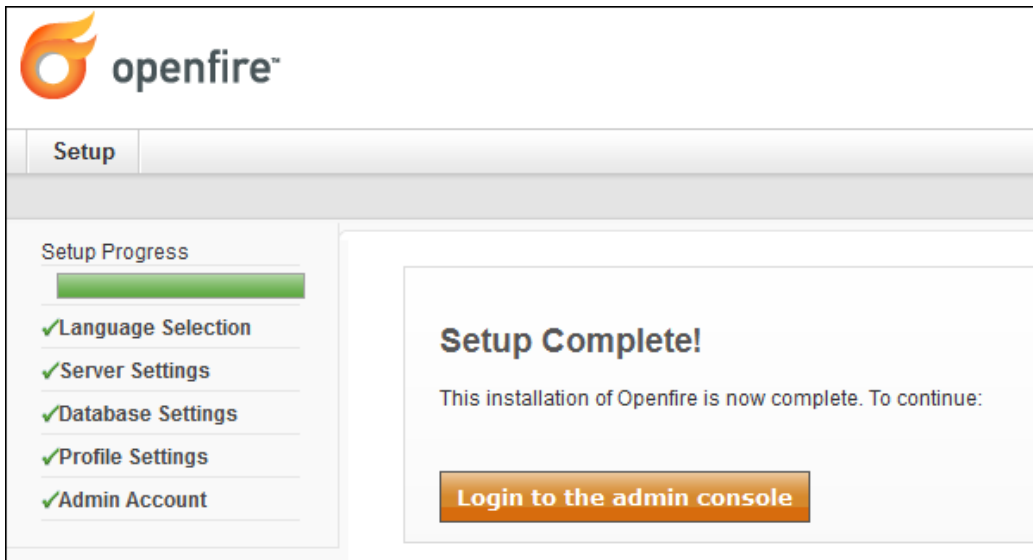 openfire™
Setup
Setup Progress
✓Language Selection
✓Server Settings
✓Database Settings
✓Profile Settings
✓Admin Account
Setup Complete!
This installation of Openfire is now complete. To continue:
Login to the admin console